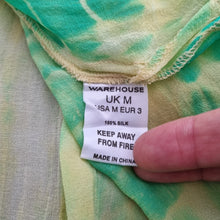 WAREHOUSE
UK M
USA M EUR 3
100% SILK
KEEP AWAY
FROM FIRE
MADE IN CHINA